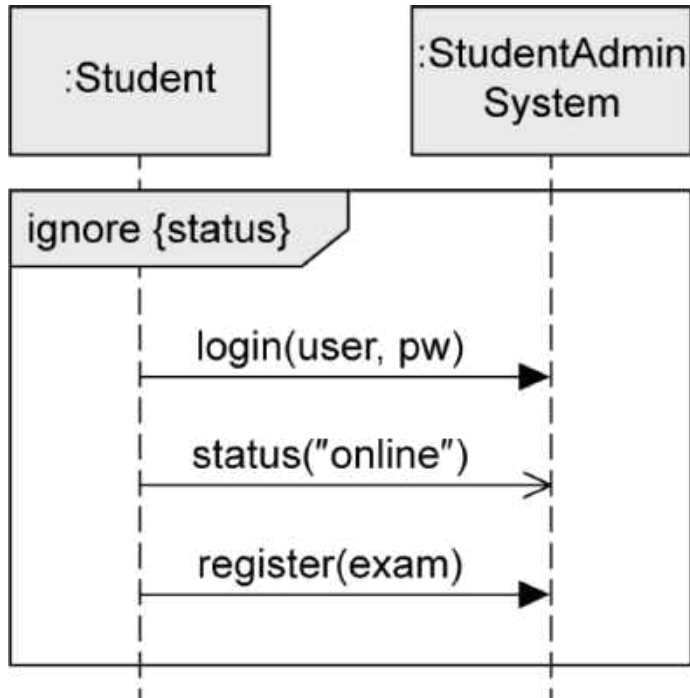 :Student
:StudentAdmin
System
ignore {status}
login(user, pw)
status("online")
register(exam)